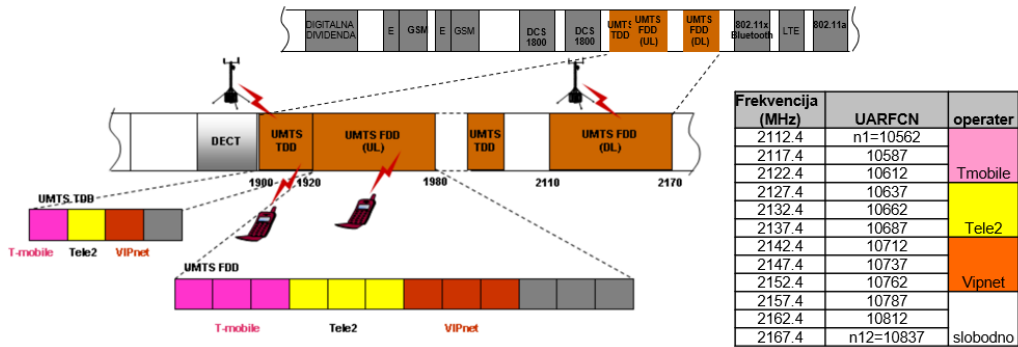 DIGITALNA DIVIDENDA
E
GSM
E
GSM
DCS 1800
DCS 1800
UMTS TDD
UMTS FDD (UL)
UMTS FDD (DL)
802.11x Bluetooth
LTE
802.11a
DECT
UMTS TDD
UMTS FDD (UL)
UMTS TDD
UMTS FDD (DL)
1900
1920
1980
2110
2170
UMTS TDD
T-mobile
Tele2
VIPnet
UMTS FDD
T-mobile
Tele2
VIPnet
Frekvencija (MHz) UARFCN operater
2112.4 n1=10562
2117.4 10587
2122.4 10612 Tmobile
2127.4 10637
2132.4 10662
2137.4 10687 Tele2
2142.4 10712
2147.4 10737
2152.4 10762 Vipnet
2157.4 10787
2162.4 10812
2167.4 n12=10837 slobodno